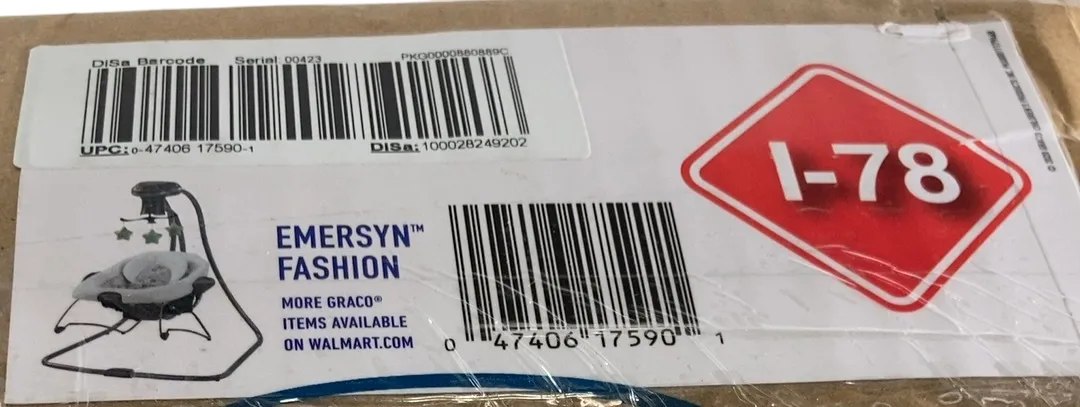 DISa Barcode Serial 00423 PKG0000880889C
UPC: 0-47406 17590-1 DISa: 100028249202
I-78
EMERSYN™
FASHION
MORE GRACO®
ITEMS AVAILABLE
ON WALMART.COM
0 47406 17590 1